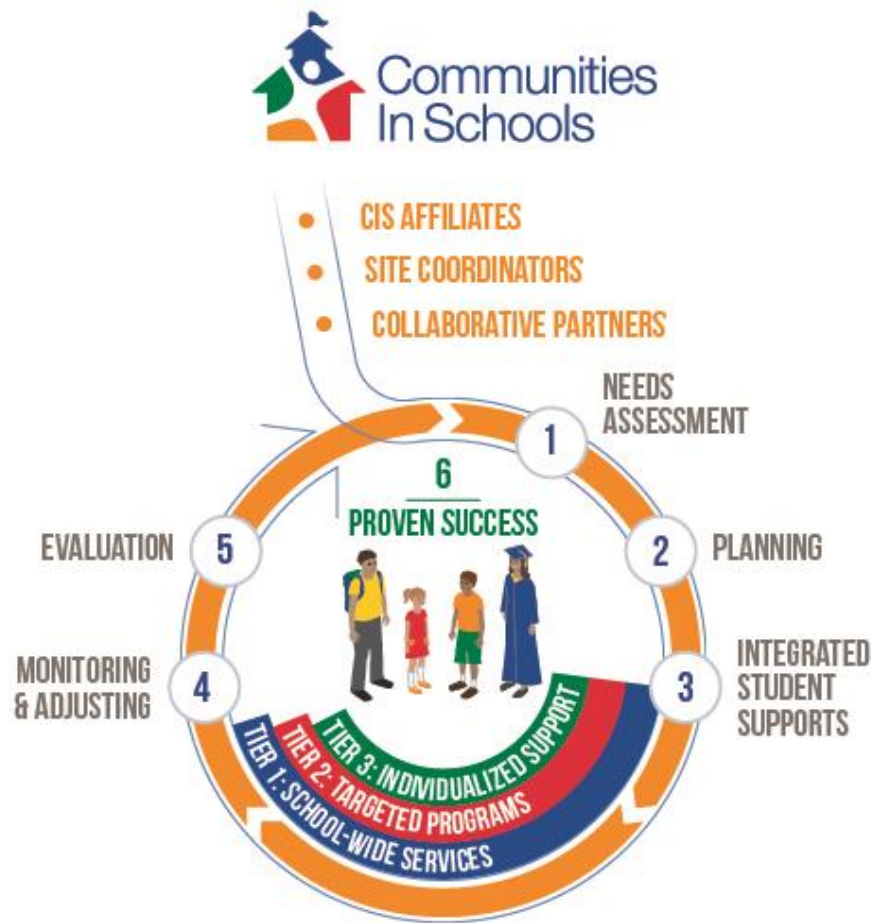 Communities
In Schools
CIS AFFILIATES
SITE COORDINATORS
COLLABORATIVE PARTNERS
NEEDS
ASSESSMENT
1
6
PROVEN SUCCESS
2
PLANNING
INTEGRATED
STUDENT
SUPPORTS
3
MONITORING
& ADJUSTING
4
EVALUATION
5
TIER 3: INDIVIDUALIZED SUPPORT
TIER 2: TARGETED PROGRAMS
TIER 1: SCHOOL-WIDE SERVICES